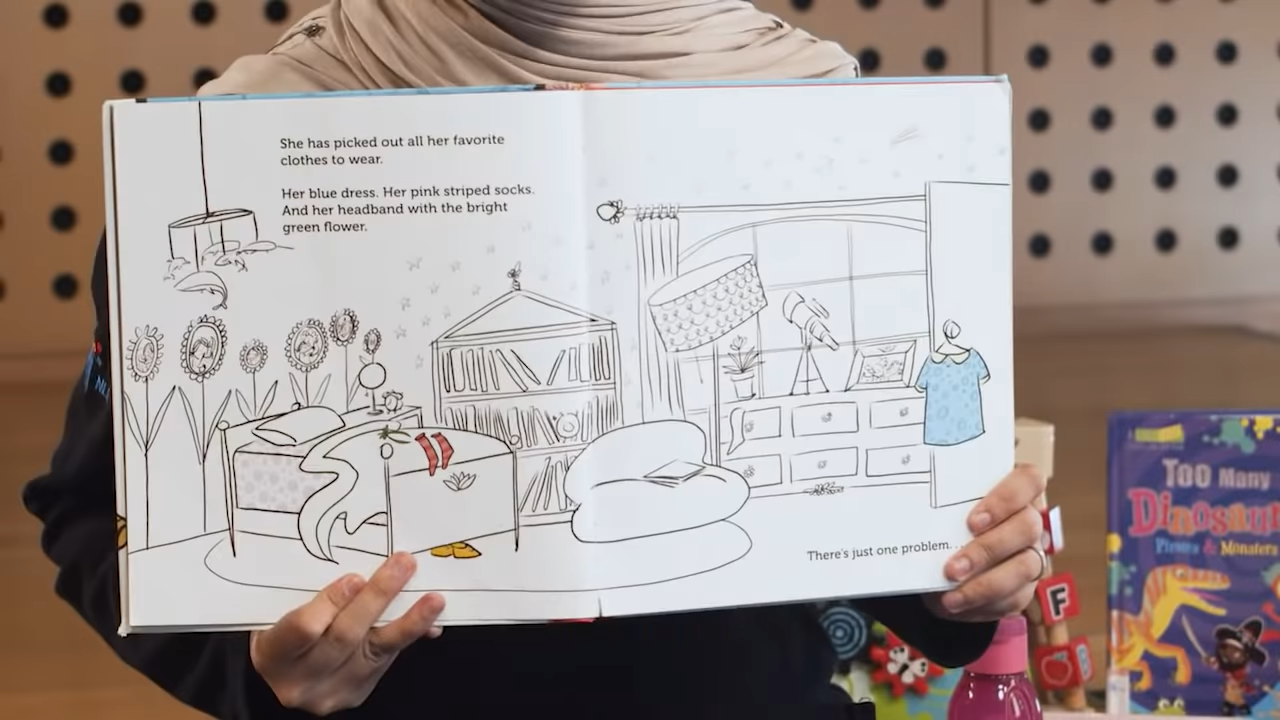 She has picked out all her favorite
clothes to wear.
Her blue dress. Her pink striped socks.
And her headband with the bright
green flower.
There's just one problem. . .
TOO Many
Dinosaur
Pirates & Monsters
F